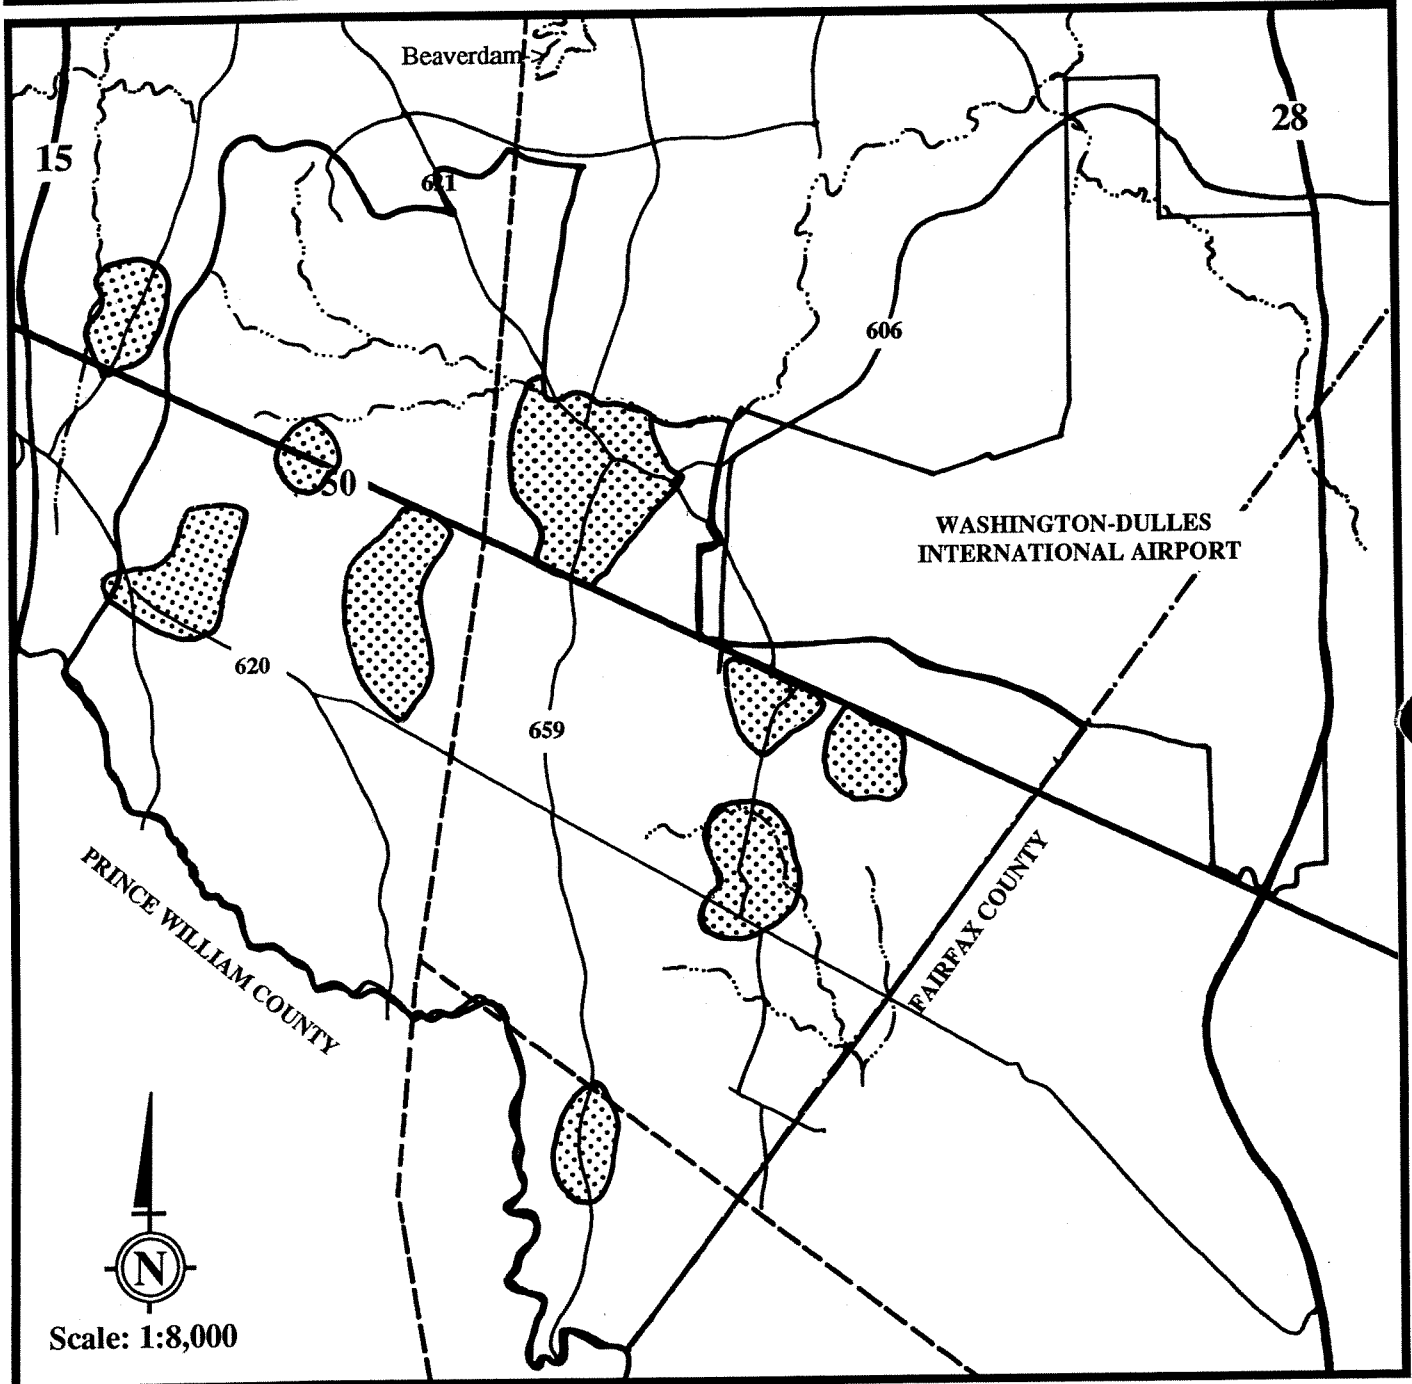 Beaverdam
15
28
621
606
50
WASHINGTON-DULLES
INTERNATIONAL AIRPORT
620
659
PRINCE WILLIAM COUNTY
FAIRFAX COUNTY
N
Scale: 1:8,000